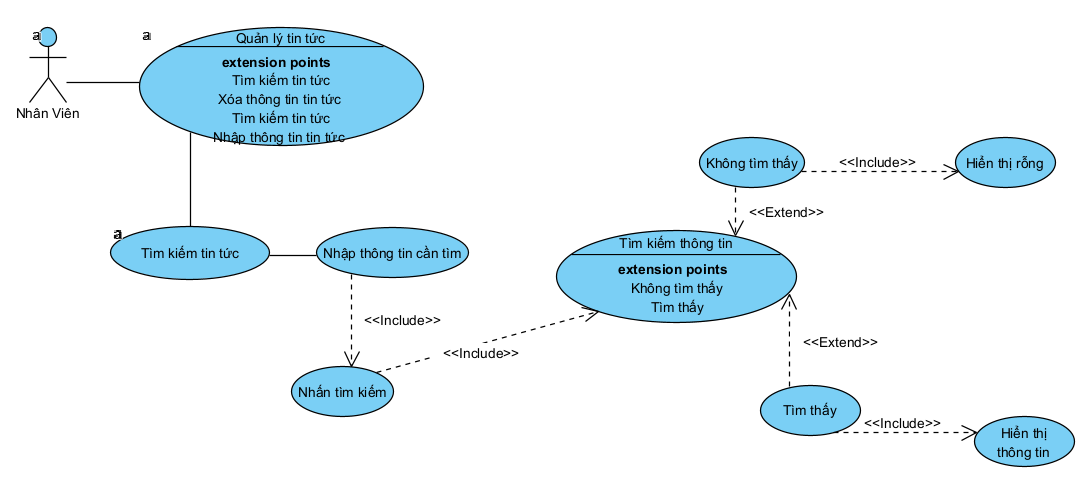 a
a
Quản lý tin tức
extension points
Tìm kiếm tin tức
Xóa thông tin tin tức
Tìm kiếm tin tức
Nhập thông tin tin tức
Nhân Viên
Không tìm thấy
<<Include>>
Hiển thị rỗng
<<Extend>>
a
Tìm kiếm tin tức
Nhập thông tin cần tìm
Tìm kiếm thông tin
extension points
Không tìm thấy
Tìm thấy
<<Include>>
<<Include>>
<<Extend>>
Nhấn tìm kiếm
Tìm thấy
<<Include>>
Hiển thị
thông tin